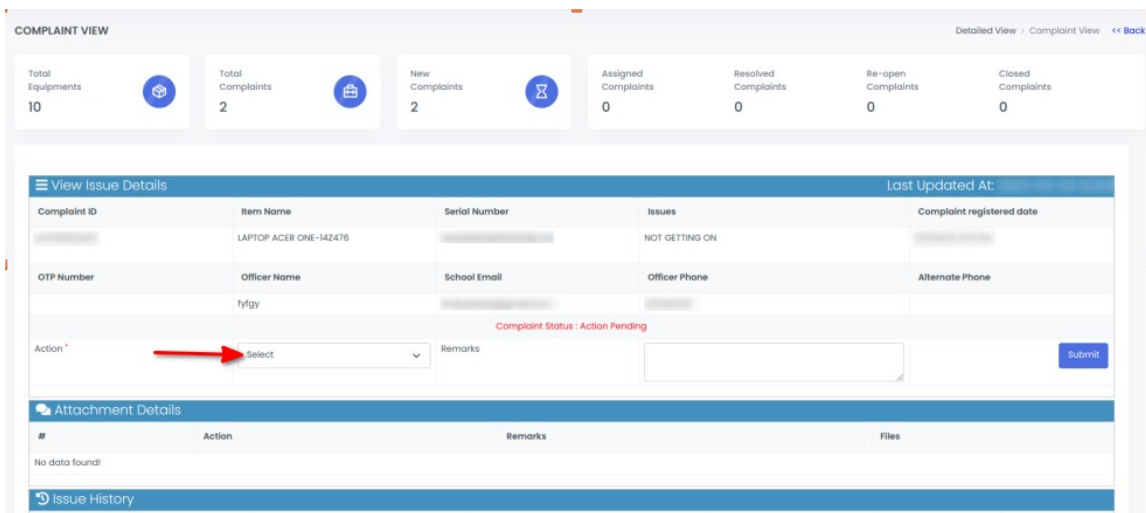 COMPLAINT VIEW
Detailed View / Complaint View << Back
Total Equipments
10
Total Complaints
2
New Complaints
2
Assigned Complaints
0
Resolved Complaints
0
Re-open Complaints
0
Closed Complaints
0
View Issue Details Last Updated At:
Complaint ID Item Name Serial Number Issues Complaint registered date
LAPTOP ACER ONE-14Z476 NOT GETTING ON
OTP Number Officer Name School Email Officer Phone Alternate Phone
fyfgy
Complaint Status : Action Pending
Action * Select Remarks Submit
Attachment Details
# Action Remarks Files
No data found!
Issue History